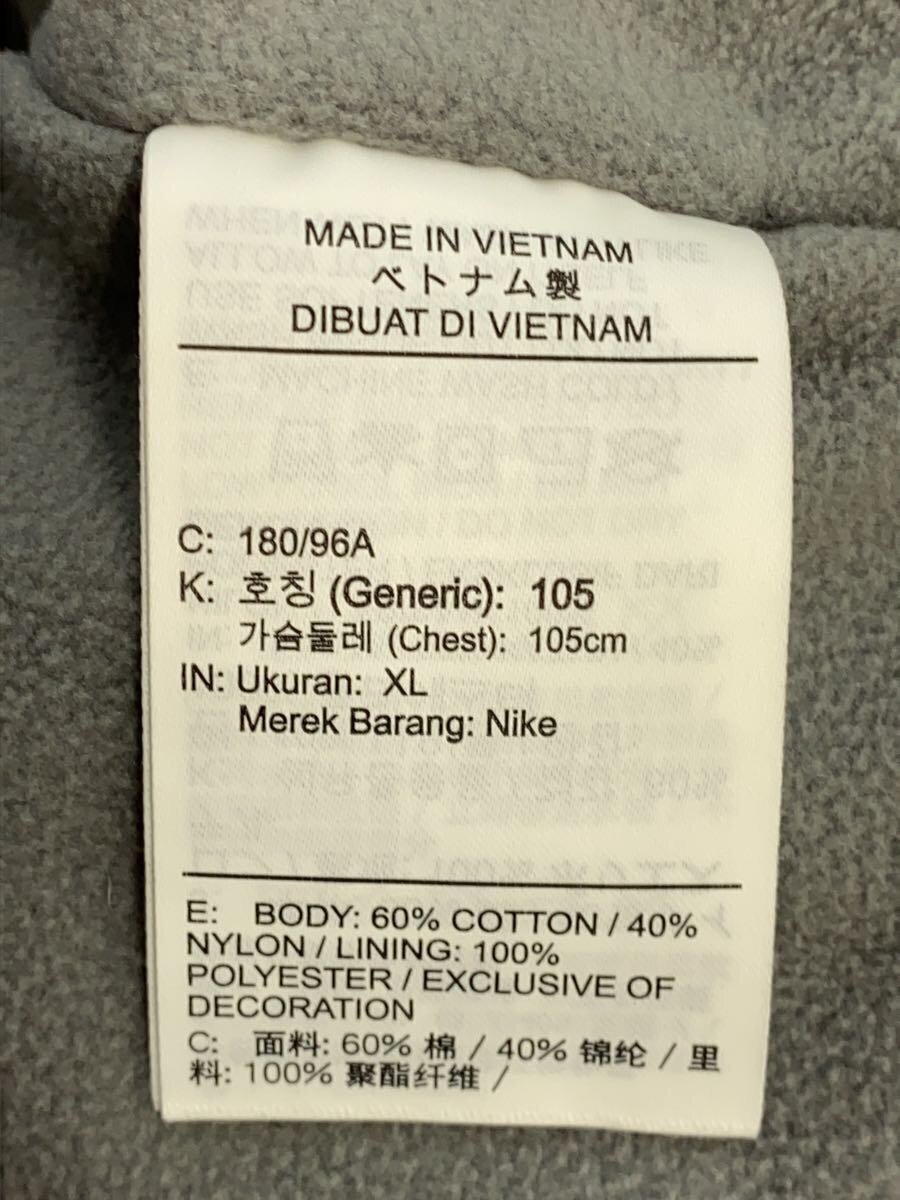 MADE IN VIETNAM
ベトナム製
DIBUAT DI VIETNAM
C: 180/96A
K: 호칭 (Generic): 105
가슴둘레 (Chest): 105cm
IN: Ukuran: XL
Merek Barang: Nike
E: BODY: 60% COTTON / 40%
NYLON / LINING: 100%
POLYESTER / EXCLUSIVE OF
DECORATION
C: 面料: 60% 棉 / 40% 锦纶 / 里
料: 100% 聚酯纤维 /